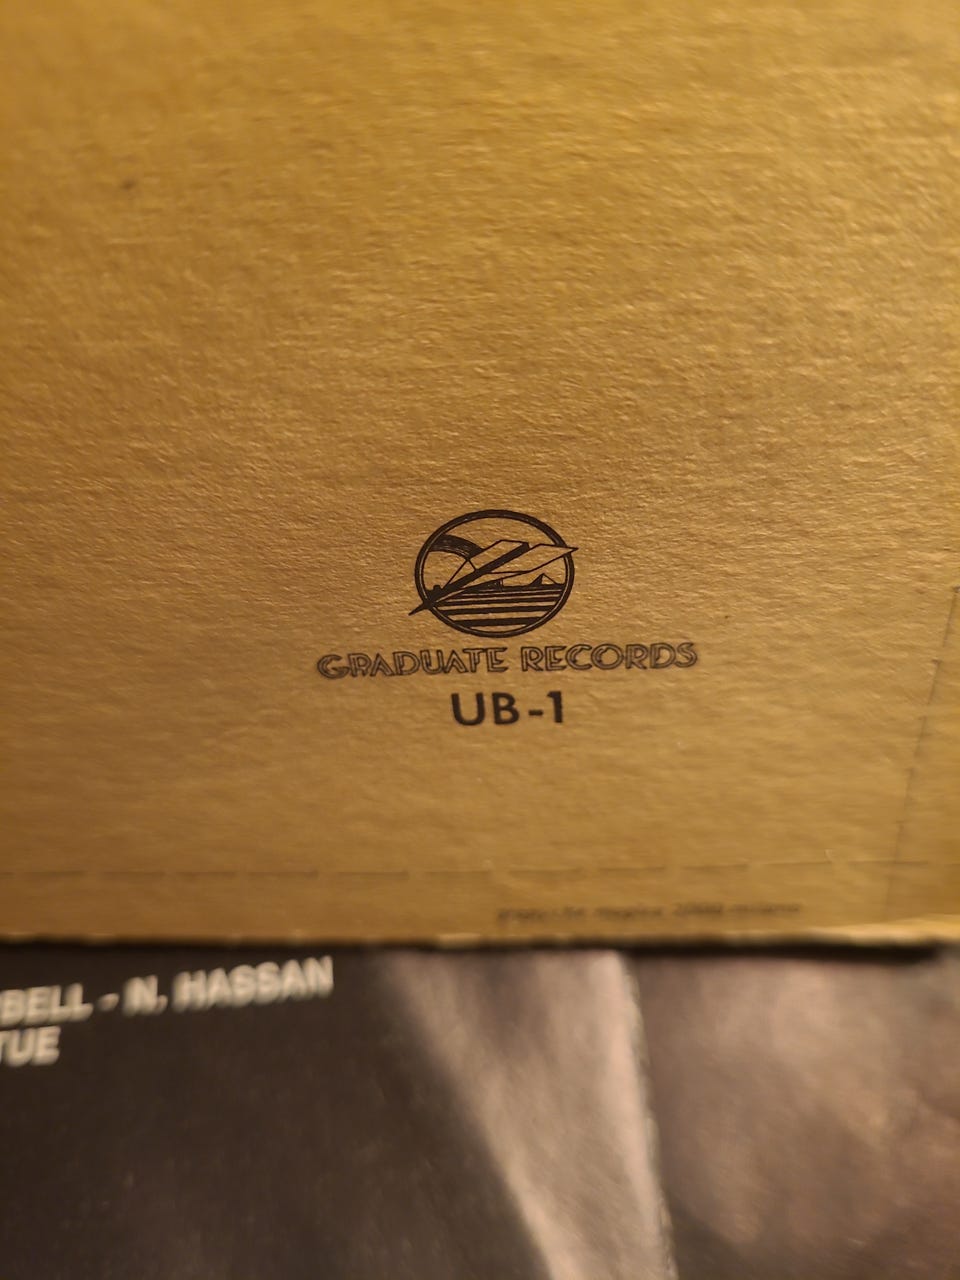 GRADUATE RECORDS
UB-1
BELL - N. HASSAN
TUE